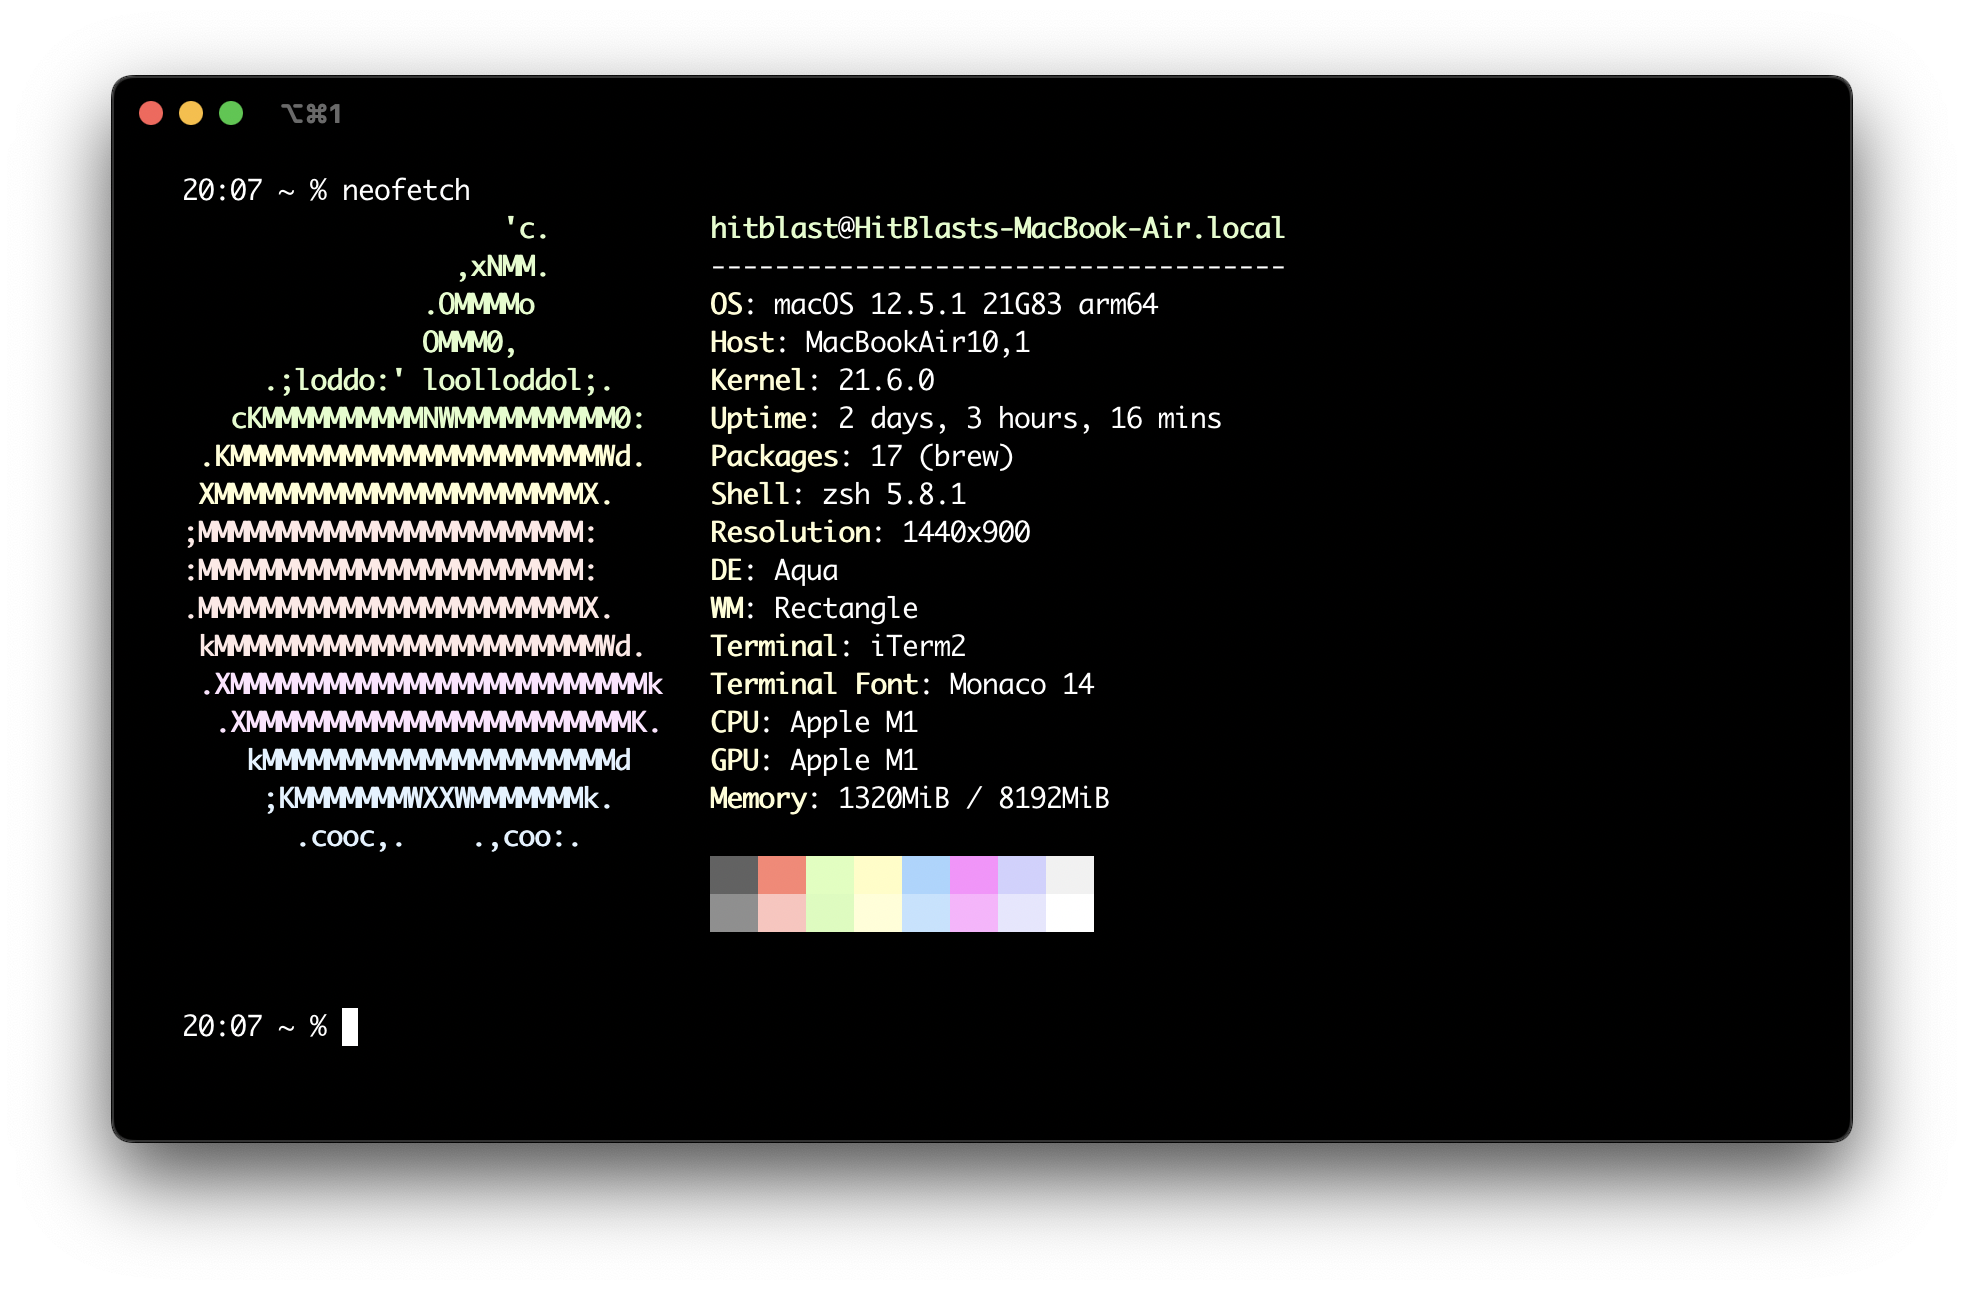 ⌥⌘1
20:07 ~ % neofetch
                    'c.          hitblast@HitBlasts-MacBook-Air.local
                 ,xNMM.          ------------------------------------
               .OMMMMo           OS: macOS 12.5.1 21G83 arm64
               OMMM0,            Host: MacBookAir10,1
     .;loddo:' loolloddol;.      Kernel: 21.6.0
   cKMMMMMMMMMMNWMMMMMMMMMM0:    Uptime: 2 days, 3 hours, 16 mins
 .KMMMMMMMMMMMMMMMMMMMMMMMWd.    Packages: 17 (brew)
 XMMMMMMMMMMMMMMMMMMMMMMMX.      Shell: zsh 5.8.1
;MMMMMMMMMMMMMMMMMMMMMMMM:       Resolution: 1440x900
:MMMMMMMMMMMMMMMMMMMMMMMM:       DE: Aqua
.MMMMMMMMMMMMMMMMMMMMMMMMX.      WM: Rectangle
 kMMMMMMMMMMMMMMMMMMMMMMMMWd.    Terminal: iTerm2
 .XMMMMMMMMMMMMMMMMMMMMMMMMMMk   Terminal Font: Monaco 14
  .XMMMMMMMMMMMMMMMMMMMMMMMMK.   CPU: Apple M1
    kMMMMMMMMMMMMMMMMMMMMMMd     GPU: Apple M1
     ;KMMMMMMMWXXWMMMMMMMk.      Memory: 1320MiB / 8192MiB
       .cooc,.    .,coo:.
20:07 ~ %